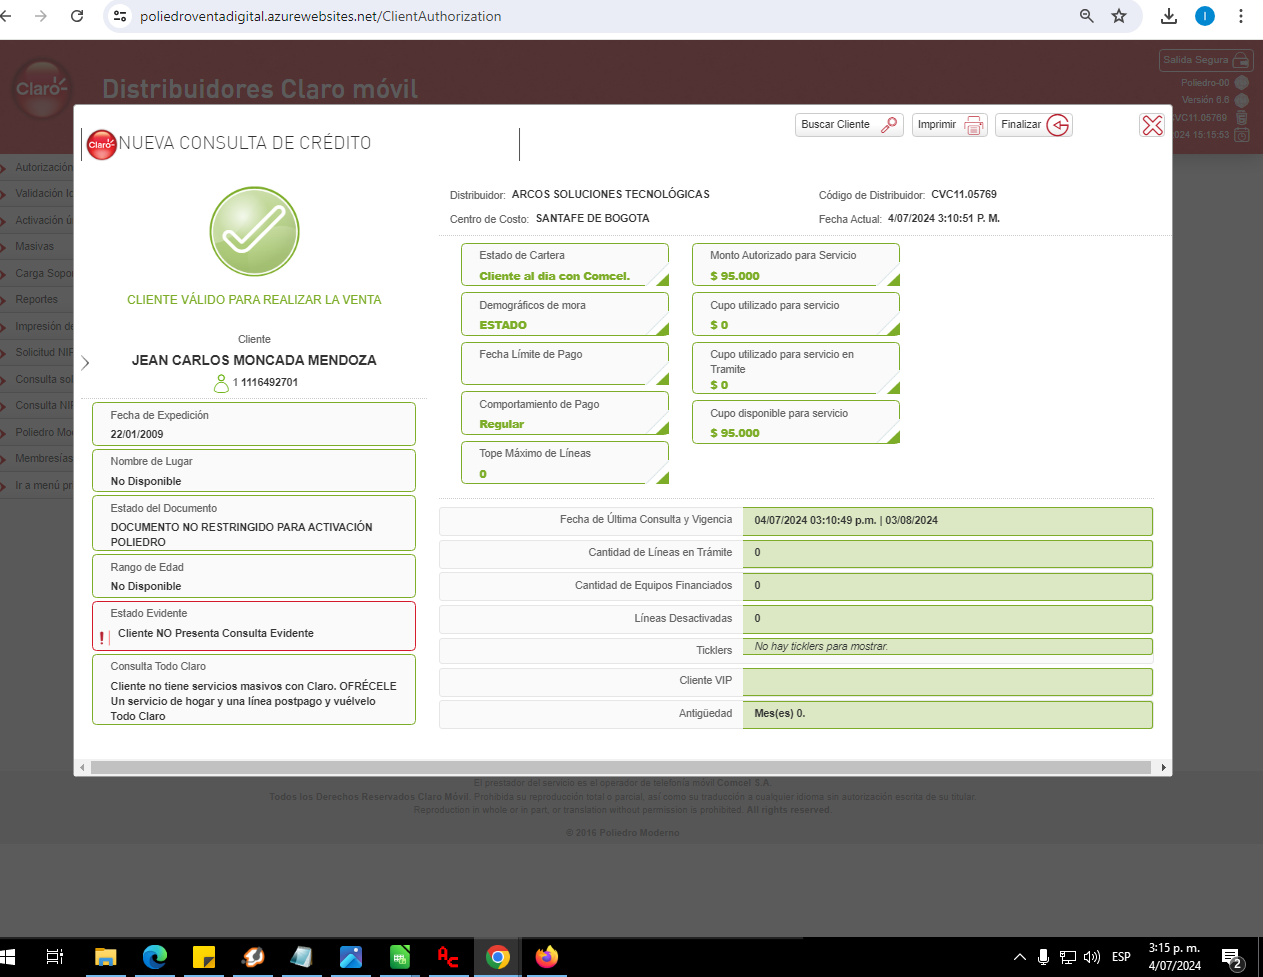 poliedroventadigital.azurewebsites.net/ClientAuthorization
Claro
Distribuidores Claro móvil
Salida Segura
Poliedro-00
Versión 6.6
CVC11.05769
2024 15:15:53
Buscar Cliente
Imprimir
Finalizar
Claro
NUEVA CONSULTA DE CRÉDITO
Autorización
Validación
Activación
Masivas
Carga
Reportes
Impresión de
Solicitud NIP
Consulta
Consulta NIP
Poliedro
Membresías
Ir a menú
CLIENTE VÁLIDO PARA REALIZAR LA VENTA
Cliente
JEAN CARLOS MONCADA MENDOZA
1 1116492701
Fecha de Expedición
22/01/2009
Nombre de Lugar
No Disponible
Estado del Documento
DOCUMENTO NO RESTRINGIDO PARA ACTIVACIÓN
POLIEDRO
Rango de Edad
No Disponible
Estado Evidente
! Cliente NO Presenta Consulta Evidente
Consulta Todo Claro
Cliente no tiene servicios masivos con Claro. OFRÉCELE
Un servicio de hogar y una línea postpago y vuélvelo
Todo Claro
Distribuidor: ARCOS SOLUCIONES TECNOLÓGICAS
Código de Distribuidor: CVC11.05769
Centro de Costo: SANTAFE DE BOGOTA
Fecha Actual: 4/07/2024 3:10:51 P. M.
Estado de Cartera
Cliente al dia con Comcel.
Demográficos de mora
ESTADO
Fecha Límite de Pago
Comportamiento de Pago
Regular
Tope Máximo de Líneas
0
Monto Autorizado para Servicio
$ 95.000
Cupo utilizado para servicio
$ 0
Cupo utilizado para servicio en
Tramite
$ 0
Cupo disponible para servicio
$ 95.000
Fecha de Última Consulta y Vigencia 04/07/2024 03:10:49 p.m. | 03/08/2024
Cantidad de Líneas en Trámite 0
Cantidad de Equipos Financiados 0
Líneas Desactivadas 0
Ticklers No hay ticklers para mostrar.
Cliente VIP
Antigüedad Mes(es) 0.
El prestador del servicio es el operador de telefonía móvil Comcel S.A.
Todos los Derechos Reservados Claro Móvil. Prohibida su reproducción total o parcial, así como su traducción a cualquier idioma sin autorización escrita de su titular.
Reproduction in whole or in part, or translation without permission is prohibited. All rights reserved.
© 2016 Poliedro Moderno
ESP
3:15 p. m.
4/07/2024
2